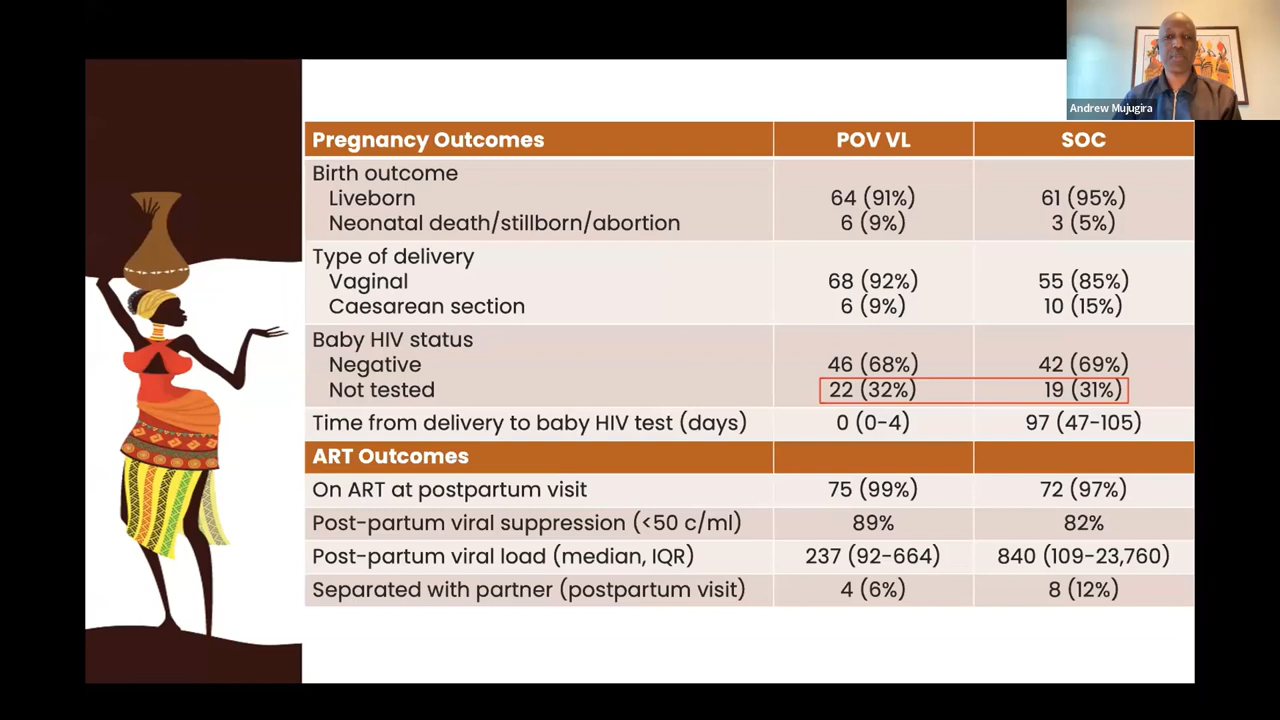 Andrew Mujugira
Pregnancy Outcomes POV VL SOC
Birth outcome
Liveborn 64 (91%) 61 (95%)
Neonatal death/stillborn/abortion 6 (9%) 3 (5%)
Type of delivery
Vaginal 68 (92%) 55 (85%)
Caesarean section 6 (9%) 10 (15%)
Baby HIV status
Negative 46 (68%) 42 (69%)
Not tested 22 (32%) 19 (31%)
Time from delivery to baby HIV test (days) 0 (0-4) 97 (47-105)
ART Outcomes
On ART at postpartum visit 75 (99%) 72 (97%)
Post-partum viral suppression (<50 c/ml) 89% 82%
Post-partum viral load (median, IQR) 237 (92-664) 840 (109-23,760)
Separated with partner (postpartum visit) 4 (6%) 8 (12%)